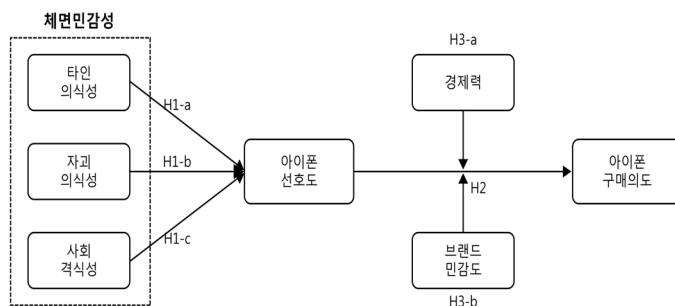 체면민감성
타인
의식성
자괴
의식성
사회
격식성
H1-a
H1-b
H1-c
아이폰
선호도
H3-a
경제력
H2
브랜드
민감도
H3-b
아이폰
구매의도